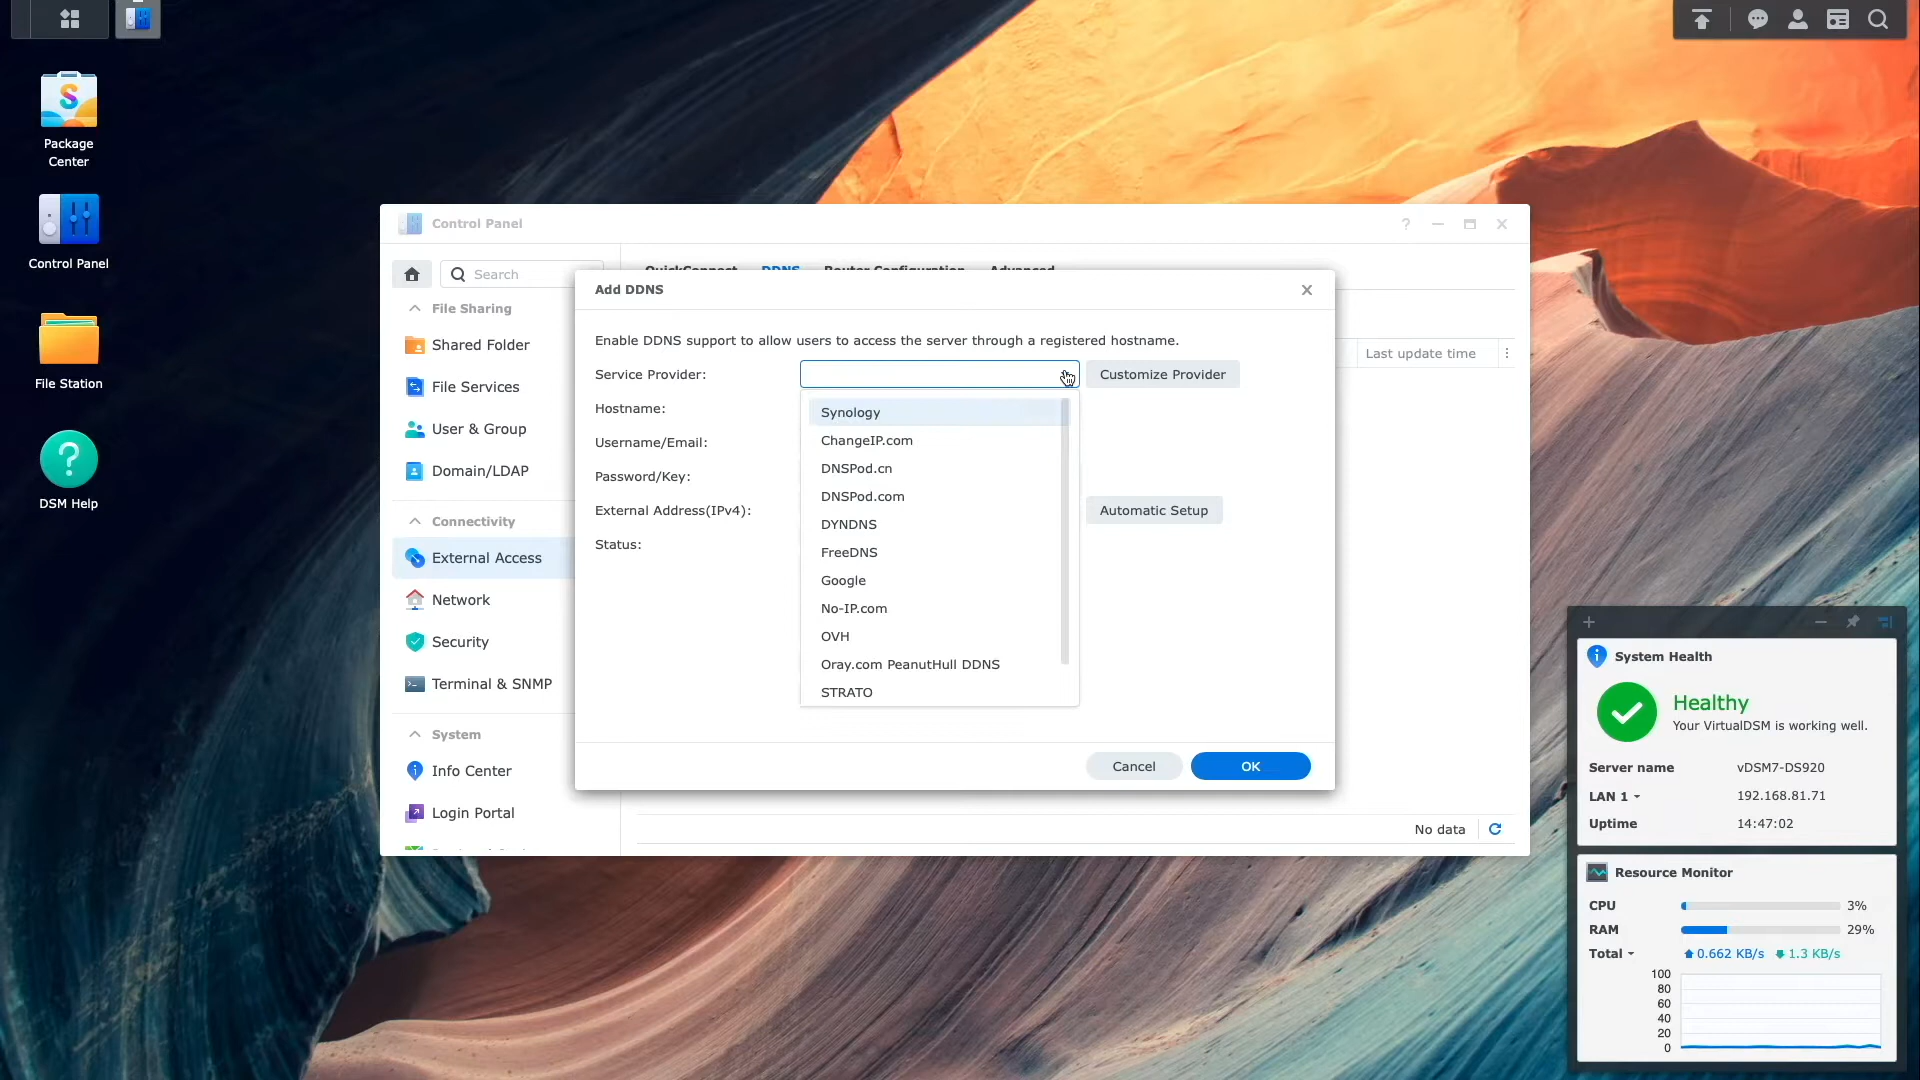 Package
Center
Control Panel
File Station
DSM Help
Control Panel
Search
QuickConnect DDNS Router Configuration Advanced
File Sharing
Shared Folder
File Services
User & Group
Domain/LDAP
Connectivity
External Access
Network
Security
Terminal & SNMP
System
Info Center
Login Portal
Last update time
No data
Add DDNS
Enable DDNS support to allow users to access the server through a registered hostname.
Service Provider:
Customize Provider
Hostname:
Username/Email:
Password/Key:
External Address(IPv4):
Automatic Setup
Status:
Synology
ChangeIP.com
DNSPod.cn
DNSPod.com
DYNDNS
FreeDNS
Google
No-IP.com
OVH
Oray.com PeanutHull DDNS
STRATO
Cancel
OK
System Health
Healthy
Your VirtualDSM is working well.
Server name vDSM7-DS920
LAN 1 192.168.81.71
Uptime 14:47:02
Resource Monitor
CPU 3%
RAM 29%
Total 0.662 KB/s 1.3 KB/s
100
80
60
40
20
0